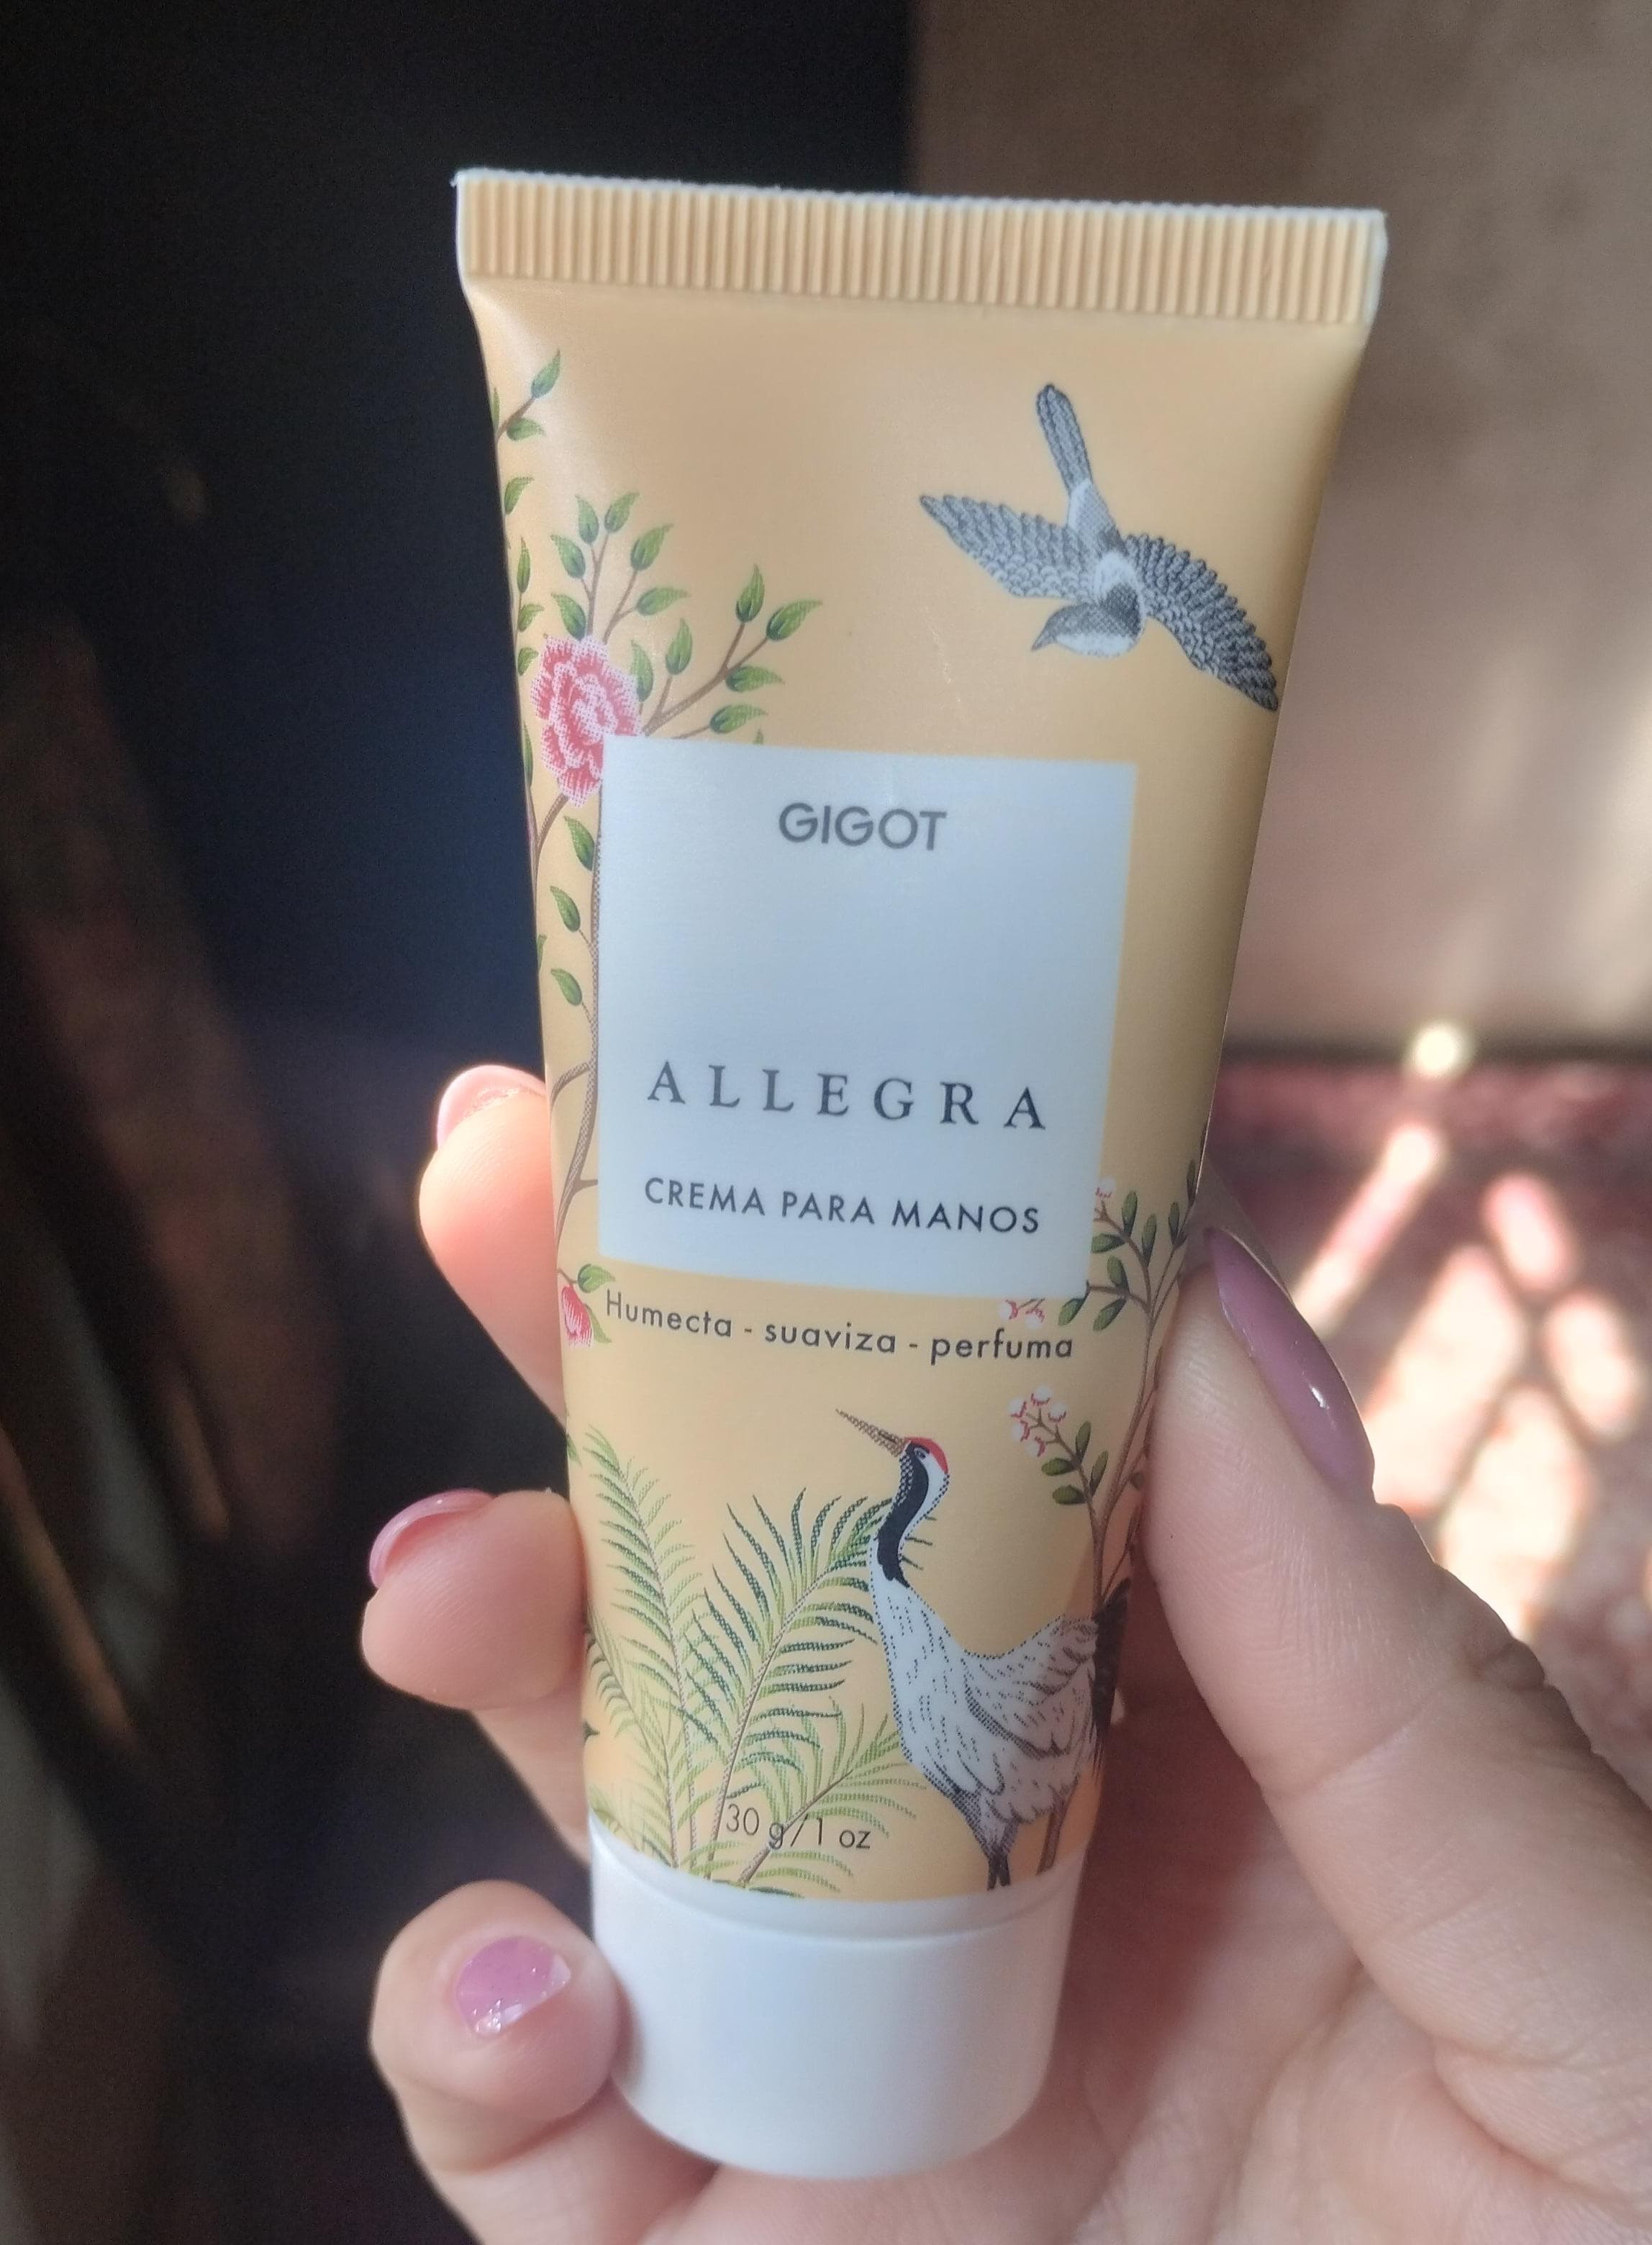 GIGOT
ALLEGRA
CREMA PARA MANOS
Humecta - suaviza - perfuma
30 g/1 oz